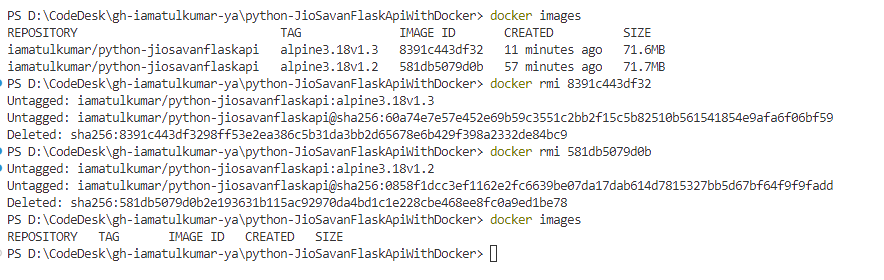 PS D:\CodeDesk\gh-iamatulkumar-ya\python-JioSavanFlaskApiWithDocker> docker images
REPOSITORY TAG IMAGE ID CREATED SIZE
iamatulkumar/python-jiosavanflaskapi alpine3.18v1.3 8391c443df32 11 minutes ago 71.6MB
iamatulkumar/python-jiosavanflaskapi alpine3.18v1.2 581db5079d0b 57 minutes ago 71.7MB
PS D:\CodeDesk\gh-iamatulkumar-ya\python-JioSavanFlaskApiWithDocker> docker rmi 8391c443df32
Untagged: iamatulkumar/python-jiosavanflaskapi:alpine3.18v1.3
Untagged: iamatulkumar/python-jiosavanflaskapi@sha256:60a74e7e57e452e69b59c3551c2bb2f15c5b82510b561541854e9afa6f06bf59
Deleted: sha256:8391c443df3298ff53e2ea386c5b31da3bb2d65678e6b429f398a2332de84bc9
PS D:\CodeDesk\gh-iamatulkumar-ya\python-JioSavanFlaskApiWithDocker> docker rmi 581db5079d0b
Untagged: iamatulkumar/python-jiosavanflaskapi:alpine3.18v1.2
Untagged: iamatulkumar/python-jiosavanflaskapi@sha256:0858f1dcc3ef1162e2fc6639be07da17dab614d7815327bb5d67bf64f9f9fadd
Deleted: sha256:581db5079d0b2e193631b115ac92970da4bd1c1e228cbe468ee8fc0a9ed1be78
PS D:\CodeDesk\gh-iamatulkumar-ya\python-JioSavanFlaskApiWithDocker> docker images
REPOSITORY TAG IMAGE ID CREATED SIZE
PS D:\CodeDesk\gh-iamatulkumar-ya\python-JioSavanFlaskApiWithDocker>